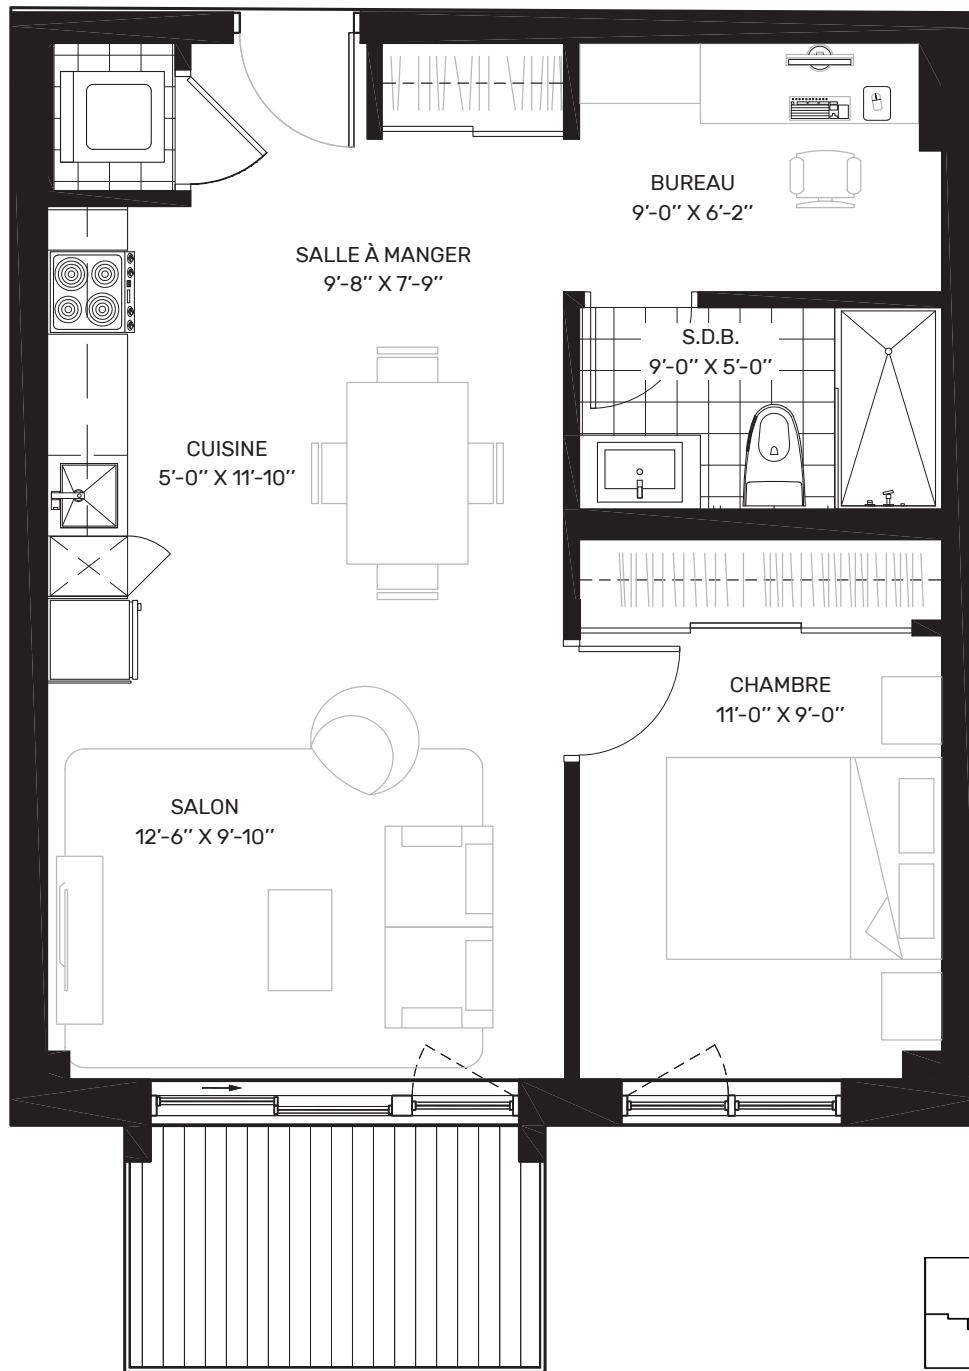 BUREAU
9′-0″ X 6′-2″
SALLE À MANGER
9′-8″ X 7′-9″
S.D.B.
9′-0″ X 5′-0″
CUISINE
5′-0″ X 11′-10″
CHAMBRE
11′-0″ X 9′-0″
SALON
12′-6″ X 9′-10″